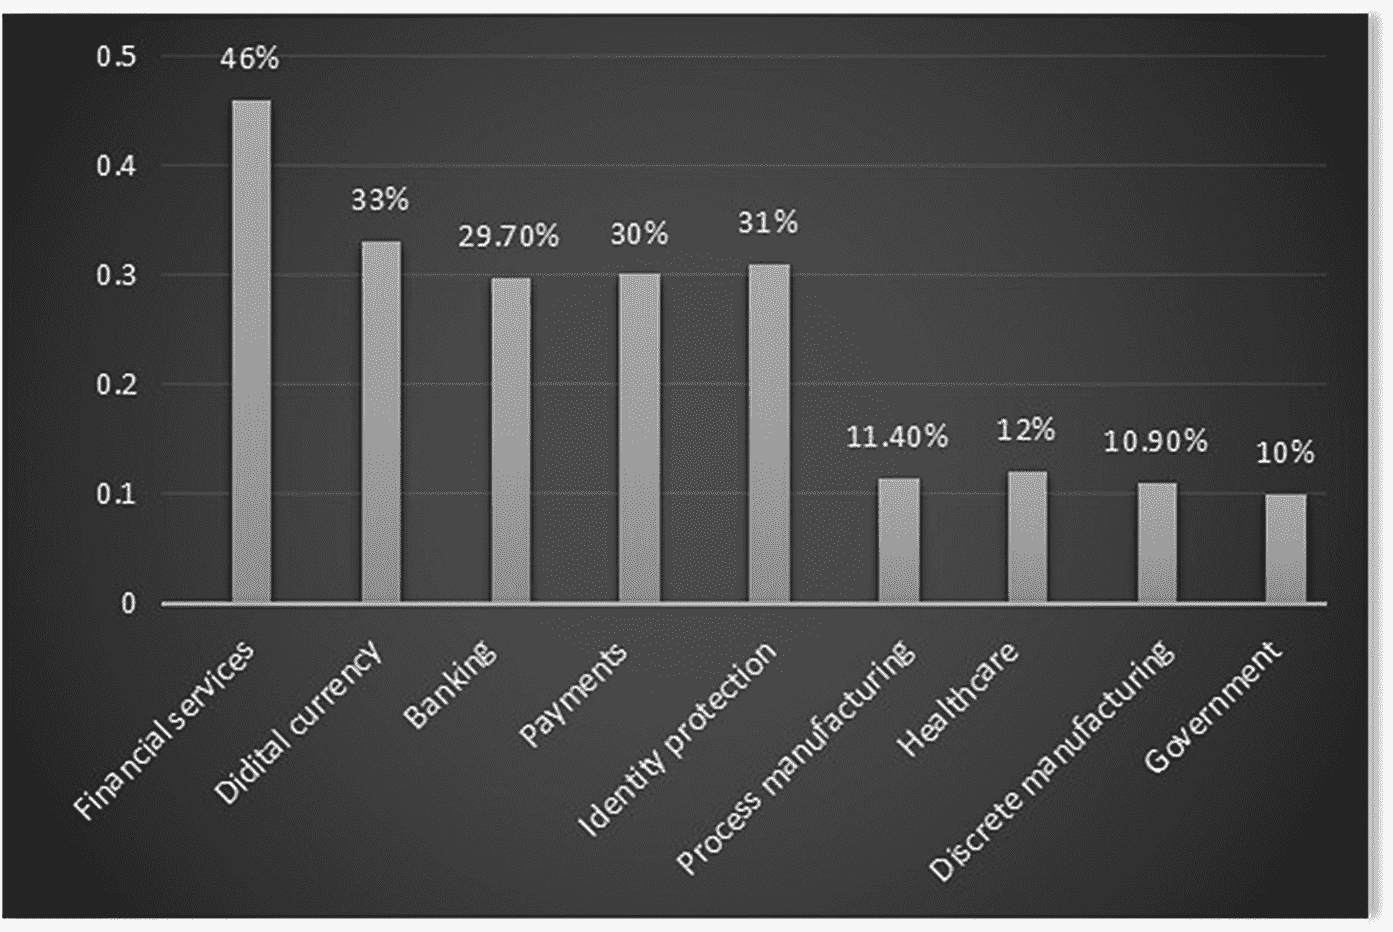 0.5
0.4
0.3
0.2
0.1
0
46%
33%
29.70%
30%
31%
11.40%
12%
10.90%
10%
Financial services
Didital currency
Banking
Payments
Identity protection
Process manufacturing
Healthcare
Discrete manufacturing
Government